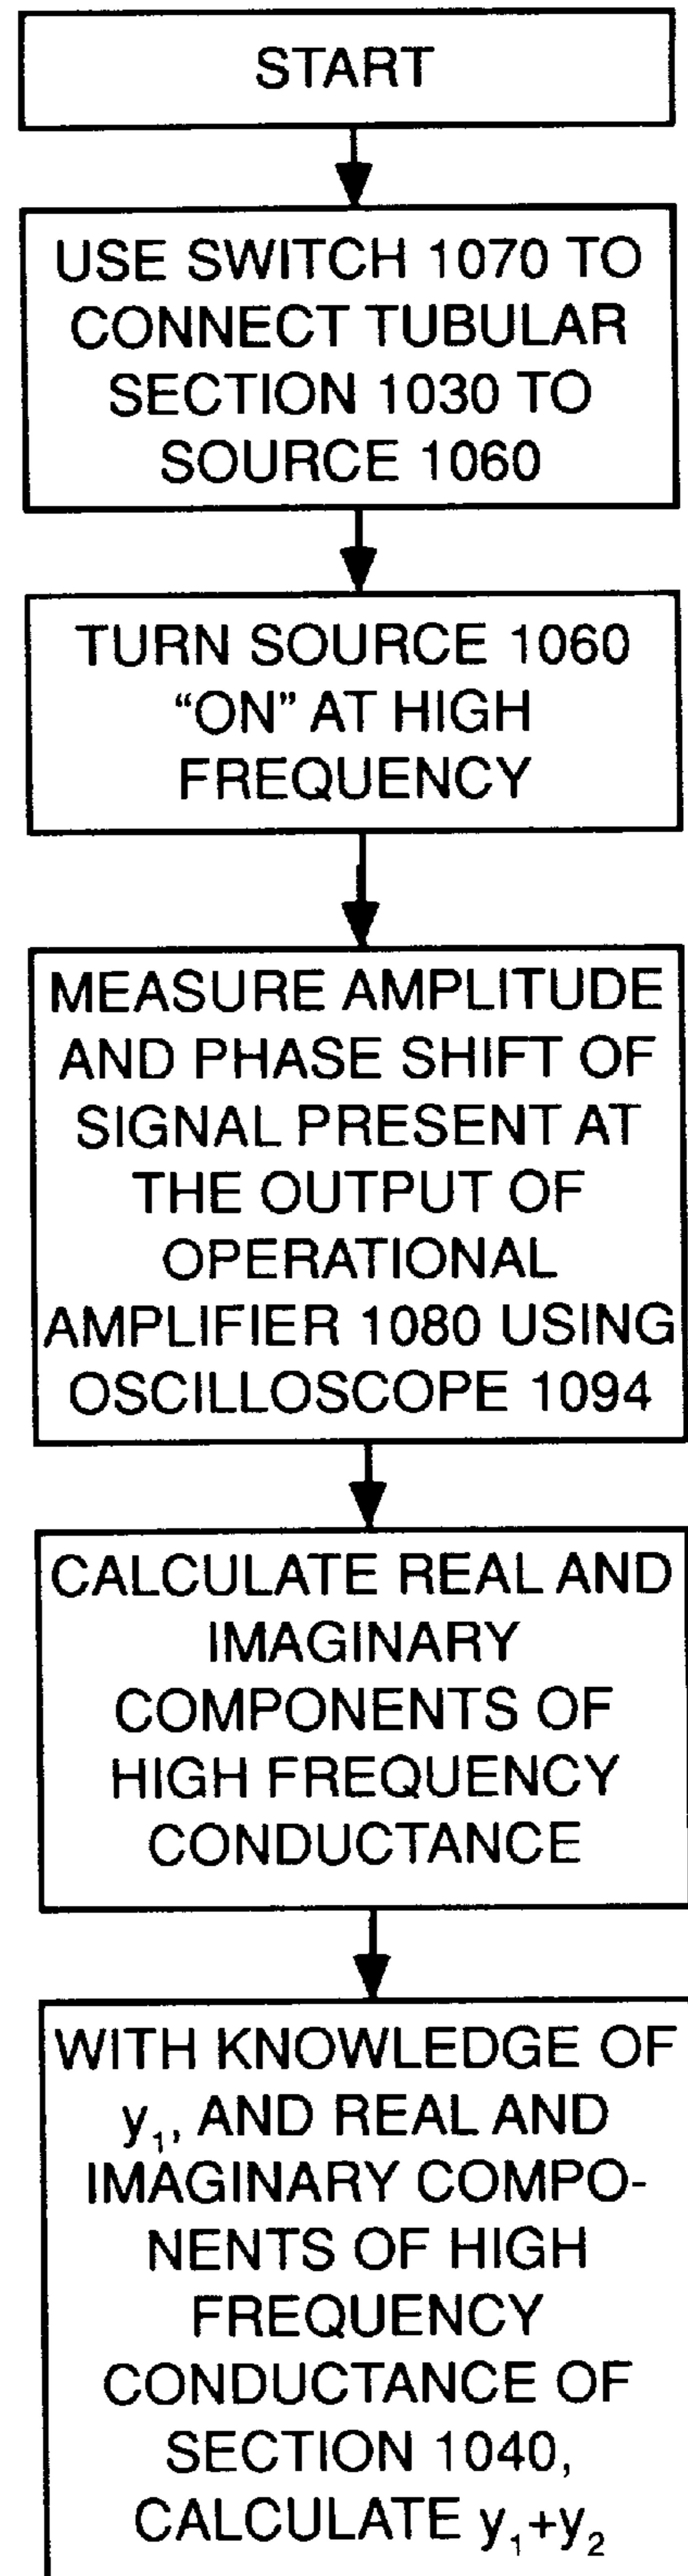 START
USE SWITCH 1070 TO
CONNECT TUBULAR
SECTION 1030 TO
SOURCE 1060
TURN SOURCE 1060
“ON” AT HIGH
FREQUENCY
MEASURE AMPLITUDE
AND PHASE SHIFT OF
SIGNAL PRESENT AT
THE OUTPUT OF
OPERATIONAL
AMPLIFIER 1080 USING
OSCILLOSCOPE 1094
CALCULATE REAL AND
IMAGINARY
COMPONENTS OF
HIGH FREQUENCY
CONDUCTANCE
WITH KNOWLEDGE OF
y₁, AND REAL AND
IMAGINARY COMPO-
NENTS OF HIGH
FREQUENCY
CONDUCTANCE OF
SECTION 1040,
CALCULATE y₁+y₂